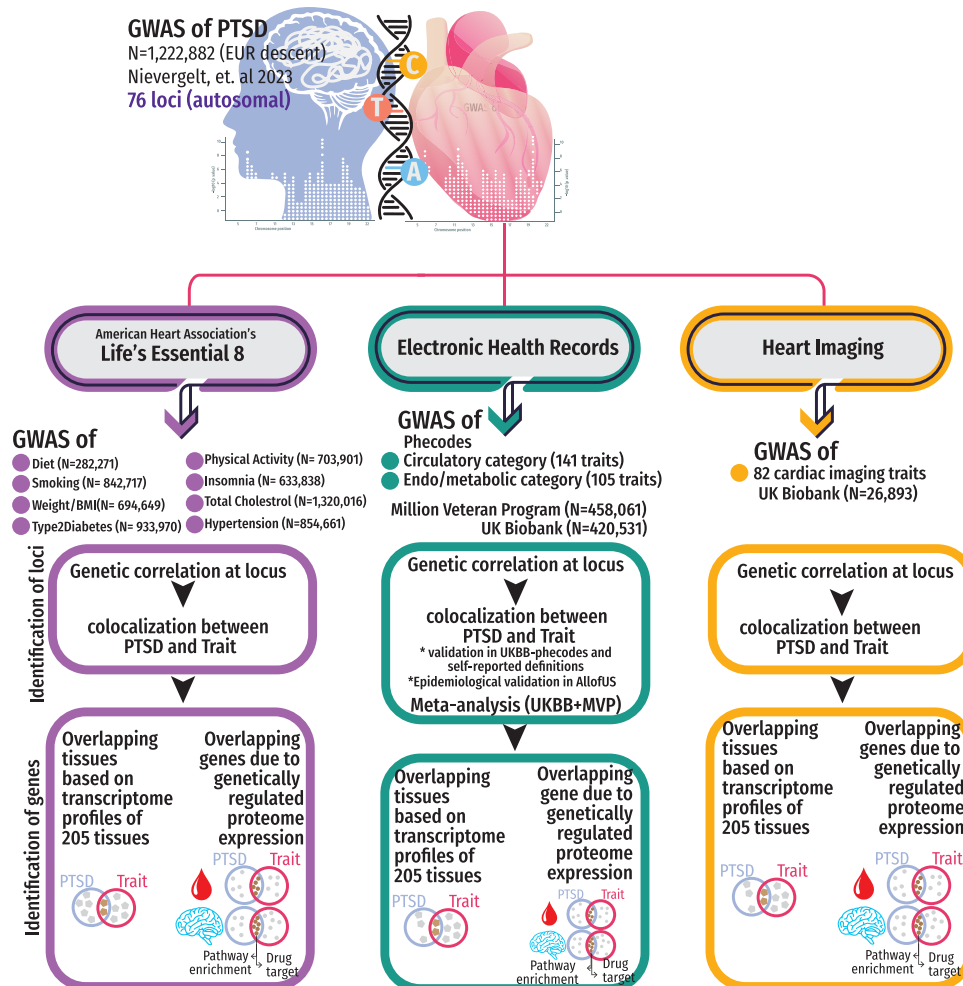 GWAS of PTSD
N=1,222,882 (EUR descent)
Nievergelt, et. al 2023
76 loci (autosomal)
C
T
A
Chromosome position
Chromosome position
American Heart Association's
Life's Essential 8
Electronic Health Records
Heart Imaging
GWAS of
Diet (N=282,271)
Smoking (N= 842,717)
Weight/BMI(N= 694,649)
Type2Diabetes (N= 933,970)
Physical Activity (N= 703,901)
Insomnia (N= 633,838)
Total Cholestrol (N=1,320,016)
Hypertension (N=854,661)
GWAS of
Phecodes
Circulatory category (141 traits)
Endo/metabolic category (105 traits)
Million Veteran Program (N=458,061)
UK Biobank (N=420,531)
GWAS of
82 cardiac imaging traits
UK Biobank (N=26,893)
Identification of loci
Genetic correlation at locus
colocalization between
PTSD and Trait
Genetic correlation at locus
colocalization between
PTSD and Trait
* validation in UKBB-phecodes and
self-reported definitions
*Epidemiological validation in AllofUS
Meta-analysis (UKBB+MVP)
Genetic correlation at locus
colocalization between
PTSD and Trait
Identification of genes
Overlapping
tissues
based on
transcriptome
profiles of
205 tissues
Overlapping
genes due to
genetically
regulated
proteome
expression
PTSD
Trait
PTSD
Trait
Pathway
enrichment
Drug
target
Overlapping
tissues
based on
transcriptome
profiles of
205 tissues
Overlapping
gene due to
genetically
regulated
proteome
expression
PTSD
Trait
PTSD
Trait
Pathway
enrichment
Drug
target
Overlapping
tissues
based on
transcriptome
profiles of
205 tissues
Overlapping
genes due to
genetically
regulated
proteome
expression
PTSD
Trait
PTSD
Trait
Pathway
enrichment
Drug
target